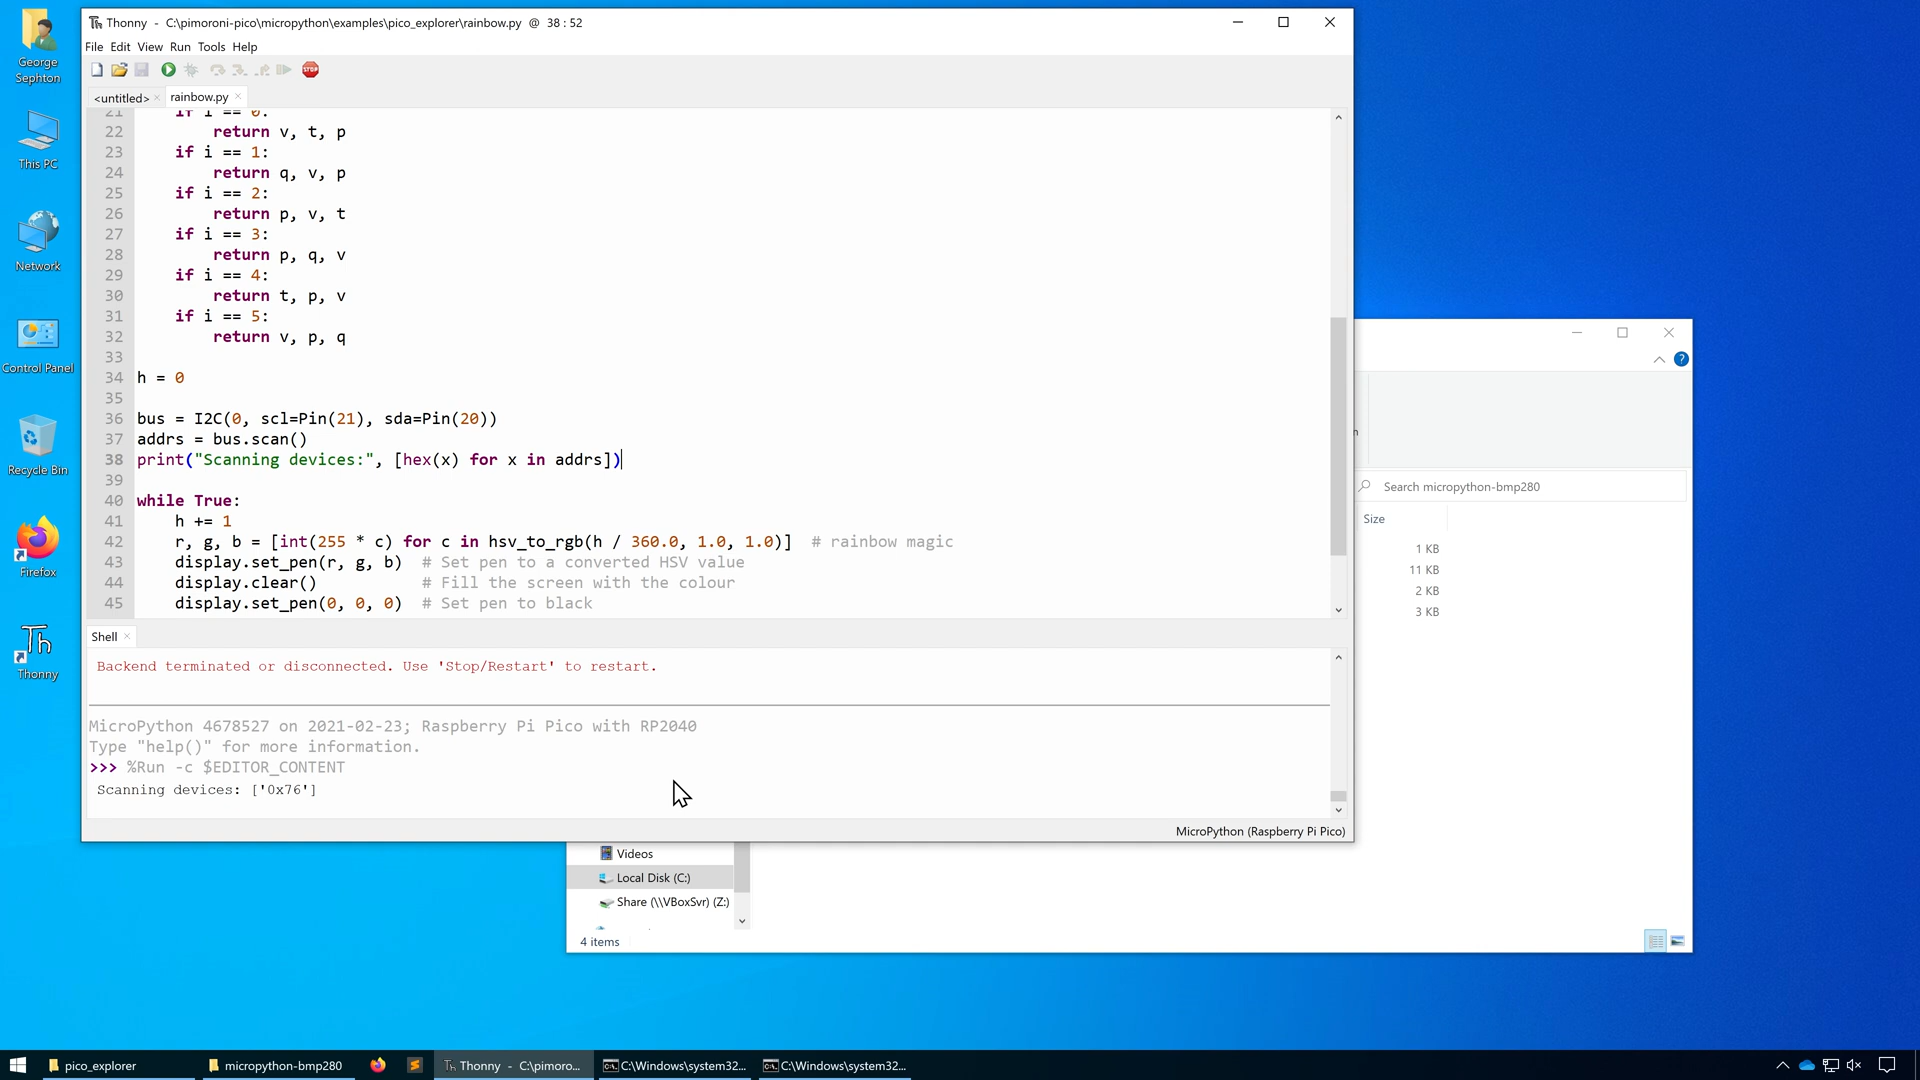 George
Sephton
This PC
Network
Control Panel
Recycle Bin
Firefox
Th
Thonny
Th Thonny - C:\pimoroni-pico\micropython\examples\pico_explorer\rainbow.py @ 38 : 52
File Edit View Run Tools Help
STOP
<untitled> rainbow.py
21 if i == 0:
22 return v, t, p
23 if i == 1:
24 return q, v, p
25 if i == 2:
26 return p, v, t
27 if i == 3:
28 return p, q, v
29 if i == 4:
30 return t, p, v
31 if i == 5:
32 return v, p, q
33
34 h = 0
35
36 bus = I2C(0, scl=Pin(21), sda=Pin(20))
37 addrs = bus.scan()
38 print("Scanning devices:", [hex(x) for x in addrs])
39
40 while True:
41 h += 1
42 r, g, b = [int(255 * c) for c in hsv_to_rgb(h / 360.0, 1.0, 1.0)] # rainbow magic
43 display.set_pen(r, g, b) # Set pen to a converted HSV value
44 display.clear() # Fill the screen with the colour
45 display.set_pen(0, 0, 0) # Set pen to black
Shell
Backend terminated or disconnected. Use 'Stop/Restart' to restart.
MicroPython 4678527 on 2021-02-23; Raspberry Pi Pico with RP2040
Type "help()" for more information.
>>> %Run -c $EDITOR_CONTENT
Scanning devices: ['0x76']
MicroPython (Raspberry Pi Pico)
?
Search micropython-bmp280
Size
1 KB
11 KB
2 KB
3 KB
Videos
Local Disk (C:)
Share (\\VBoxSvr) (Z:)
4 items
pico_explorer
micropython-bmp280
Th Thonny - C:\pimoro...
C:\Windows\system32...
C:\Windows\system32...